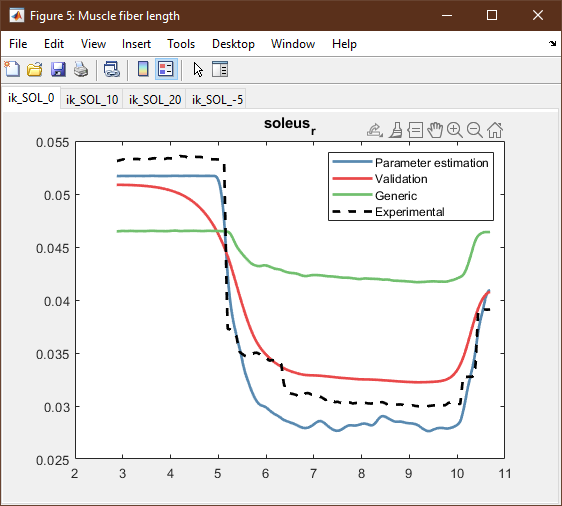 Figure 5: Muscle fiber length
File Edit View Insert Tools Desktop Window Help
ik_SOL_0 ik_SOL_10 ik_SOL_20 ik_SOL_-5
soleus_r
0.055
0.05
0.045
0.04
0.035
0.03
0.025
Parameter estimation
Validation
Generic
Experimental
2 3 4 5 6 7 8 9 10 11